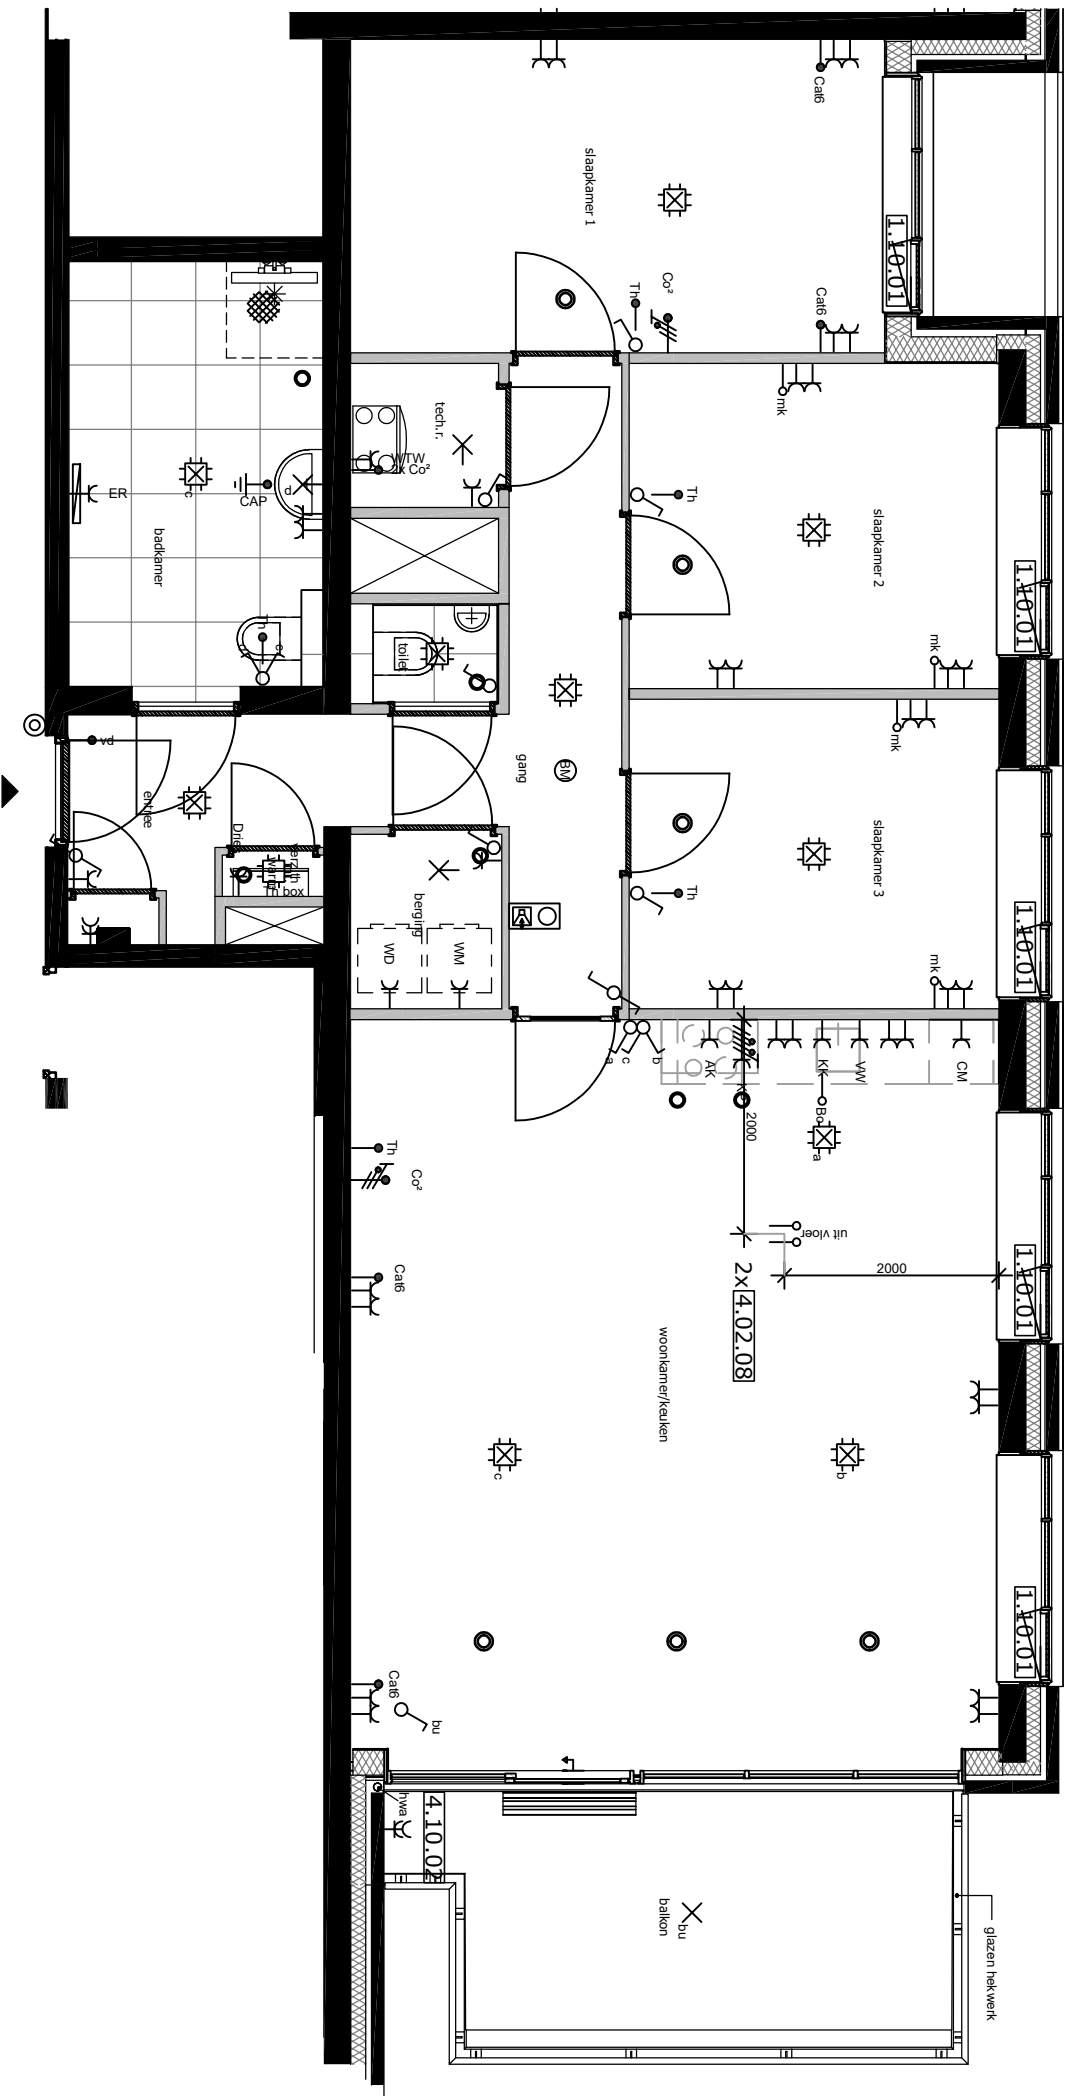 Cat6
slaapkamer 1
1.10.01
Th
Co²
Cat6
mk
tech.r.
WTW
2x Co²
ER
CAP
c
d
badkamer
Th
slaapkamer 2
1.10.01
mk
Th
c
toilet
mk
vd
gang
BM
entree
slaapkamer 3
1.10.01
Th box
berging
WD
WM
Th
mk
a
c
b
AK
KK
VW
CM
2000
a
Th
Co²
uit vloer
Cat6
2x 4.02.08
2000
1.10.01
woonkamer/keuken
c
b
1.10.01
Cat6
bu
hwa
4.10.02
balkon
bu
glazen hekwerk